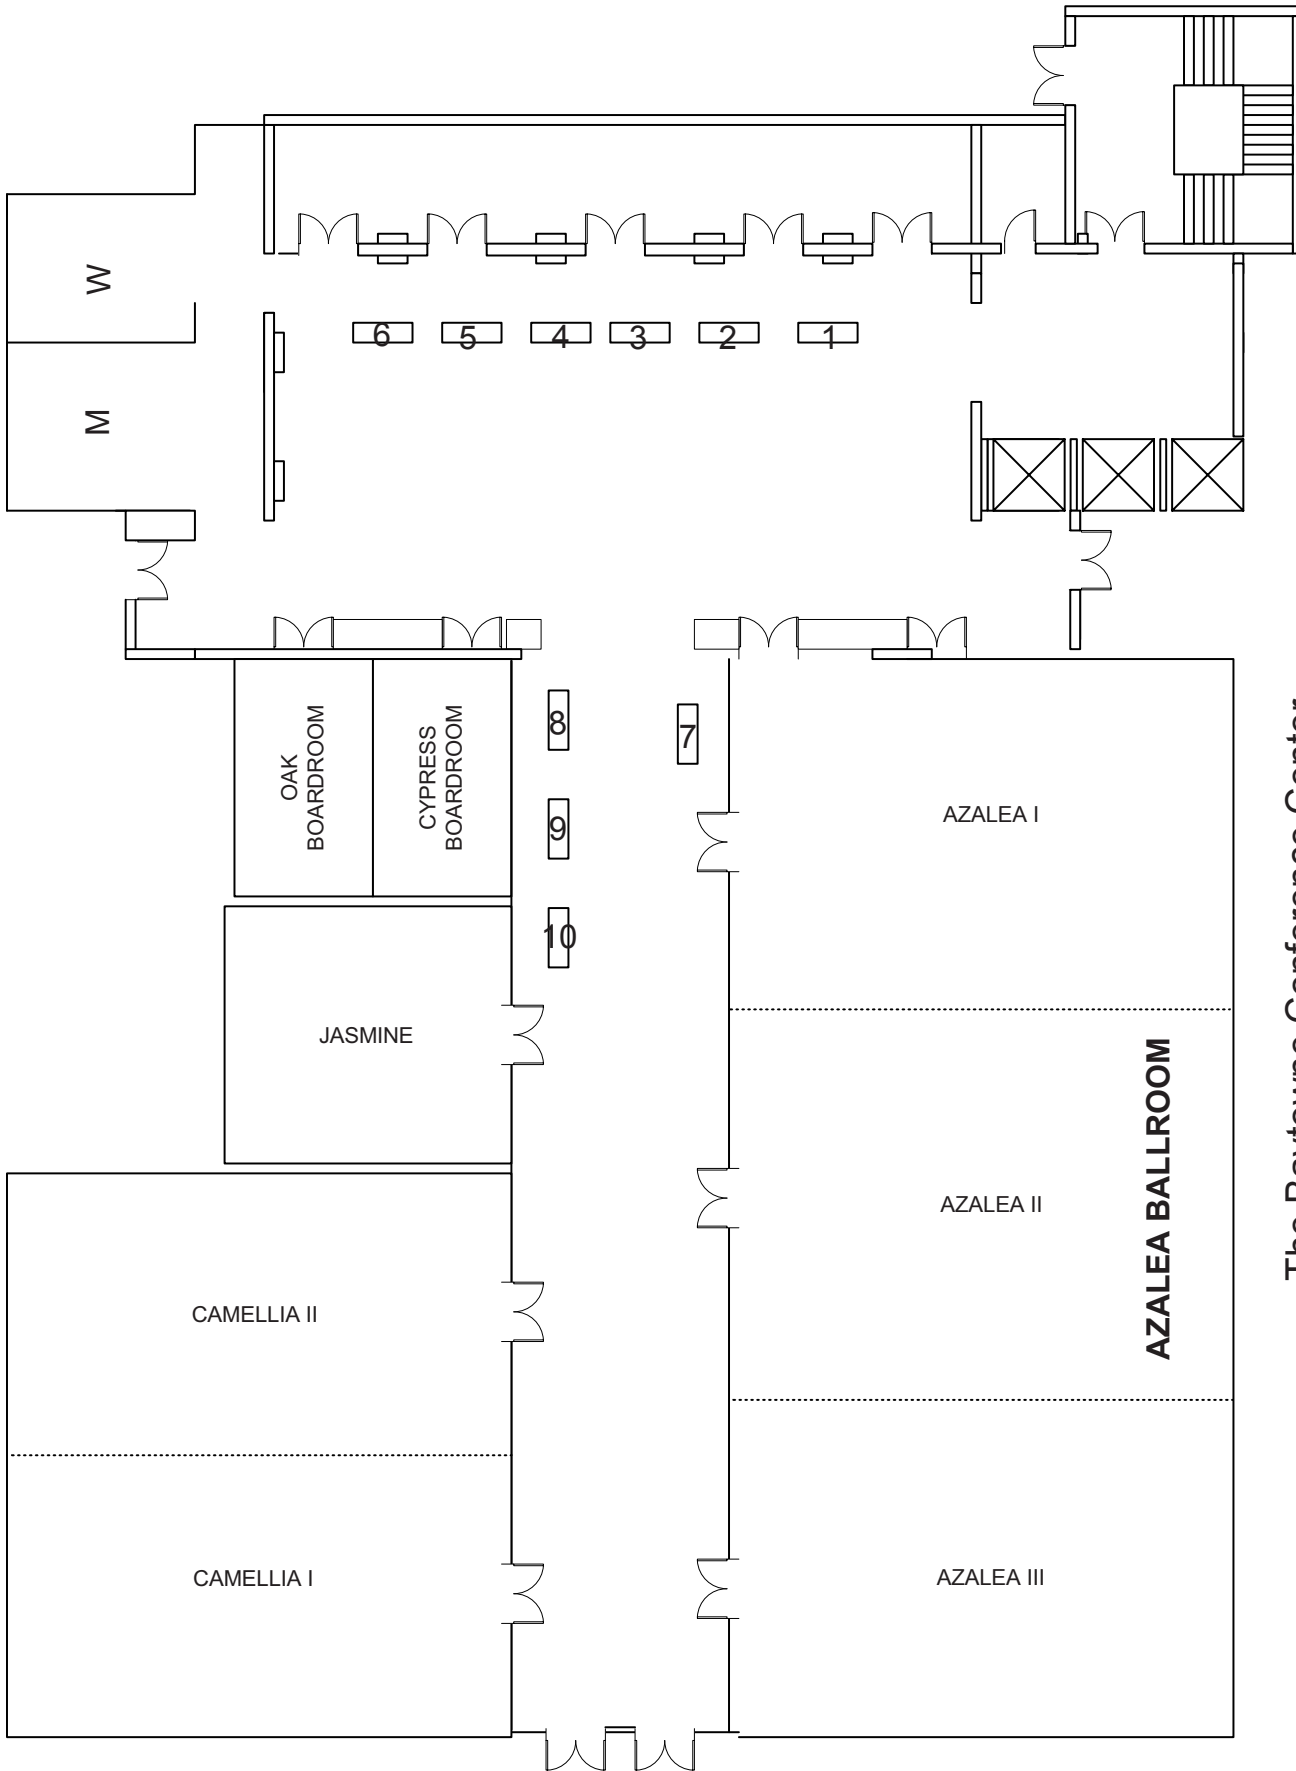 W
M
6
5
4
3
2
1
OAK
BOARDROOM
CYPRESS
BOARDROOM
8
7
9
10
AZALEA I
JASMINE
AZALEA II
AZALEA BALLROOM
CAMELLIA II
CAMELLIA I
AZALEA III
The Baytowne Conference Center